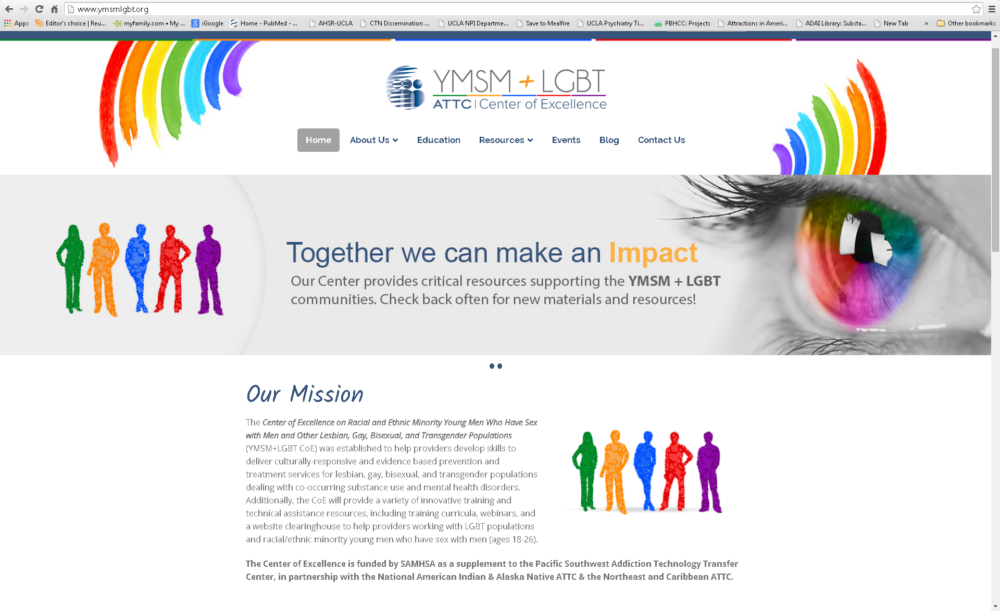 www.ymsmlgbt.org
Apps Editor's choice | Reu... myfamily.com • My ... iGoogle Home - PubMed - ... AHSR-UCLA CTN Dissemination ... UCLA NPI Departme... Save to Mealfire UCLA Psychiatry Ti... PBHCC: Projects Attractions in Ameri... ADAI Library: Substa... New Tab » Other bookmarks
YMSM + LGBT
ATTC | Center of Excellence
Home About Us Education Resources Events Blog Contact Us
Together we can make an Impact
Our Center provides critical resources supporting the YMSM + LGBT
communities. Check back often for new materials and resources!
Our Mission
The Center of Excellence on Racial and Ethnic Minority Young Men Who Have Sex
with Men and Other Lesbian, Gay, Bisexual, and Transgender Populations
(YMSM+LGBT CoE) was established to help providers develop skills to
deliver culturally-responsive and evidence based prevention and
treatment services for lesbian, gay, bisexual, and transgender populations
dealing with co-occurring substance use and mental health disorders.
Additionally, the CoE will provide a variety of innovative training and
technical assistance resources, including training curricula, webinars, and
a website clearinghouse to help providers working with LGBT populations
and racial/ethnic minority young men who have sex with men (ages 18-26).
The Center of Excellence is funded by SAMHSA as a supplement to the Pacific Southwest Addiction Technology Transfer
Center, in partnership with the National American Indian & Alaska Native ATTC & the Northeast and Caribbean ATTC.